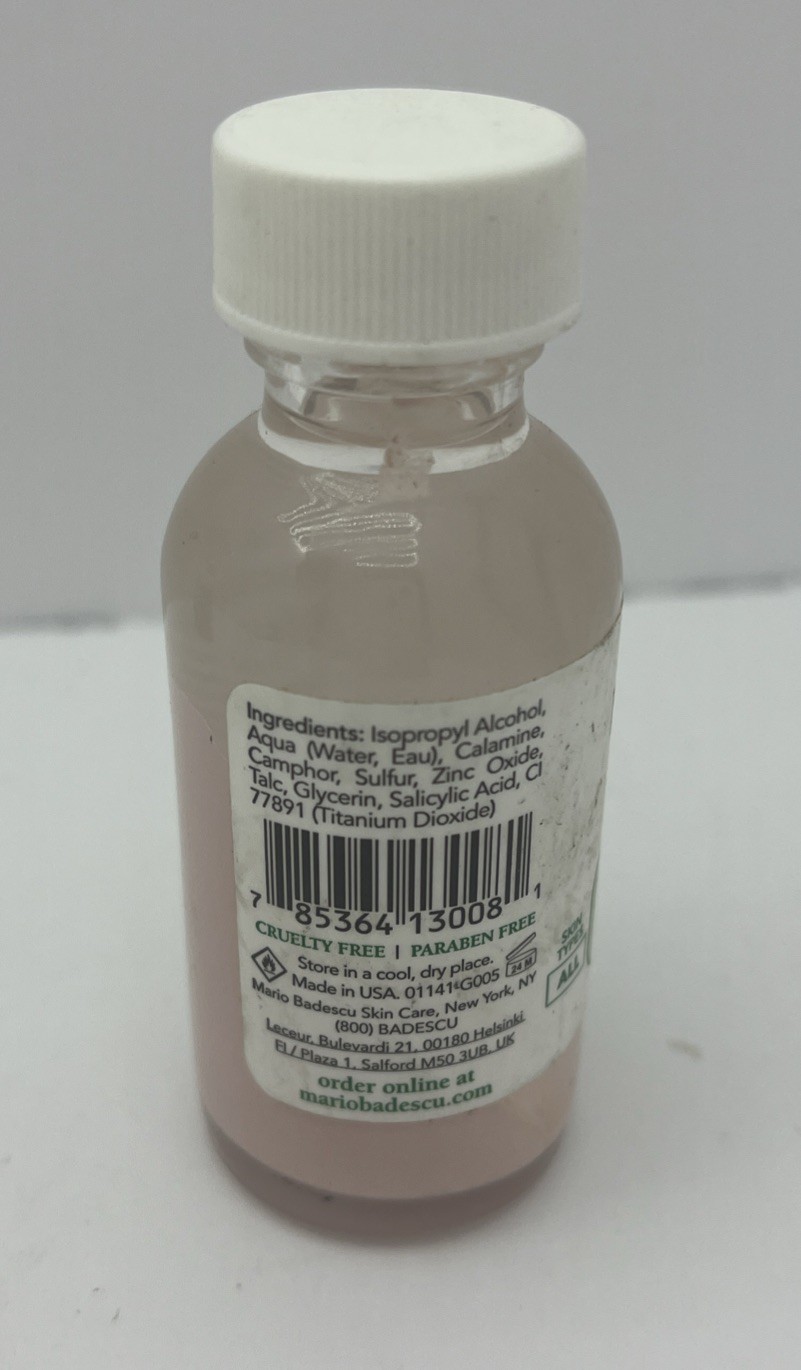 Ingredients: Isopropyl Alcohol,
Aqua (Water, Eau), Calamine,
Camphor, Sulfur, Zinc Oxide,
Talc, Glycerin, Salicylic Acid, CI
77891 (Titanium Dioxide)
7 85364 13008 1
CRUELTY FREE | PARABEN FREE
Store in a cool, dry place.
24 M
Made in USA. 01141 G005
Mario Badescu Skin Care, New York, NY
(800) BADESCU
Leceur, Bulevardi 21, 00180 Helsinki
FI / Plaza 1, Salford M50 3UB, UK
order online at
mariobadescu.com
SKIN
TYPES
ALL